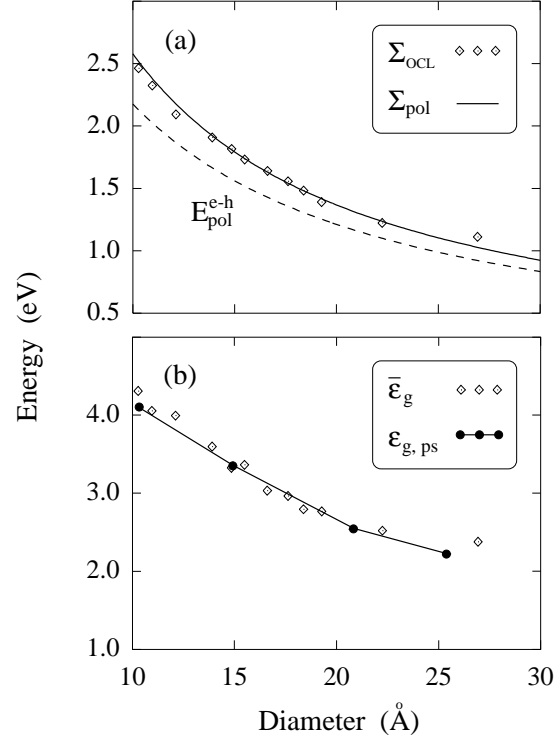 (a)
Σ_OCL
Σ_pol
E_pol^e-h
2.5
2.0
1.5
1.0
0.5
Energy (eV)
(b)
ε̄_g
ε_g, ps
4.0
3.0
2.0
1.0
10 15 20 25 30
Diameter (Å)